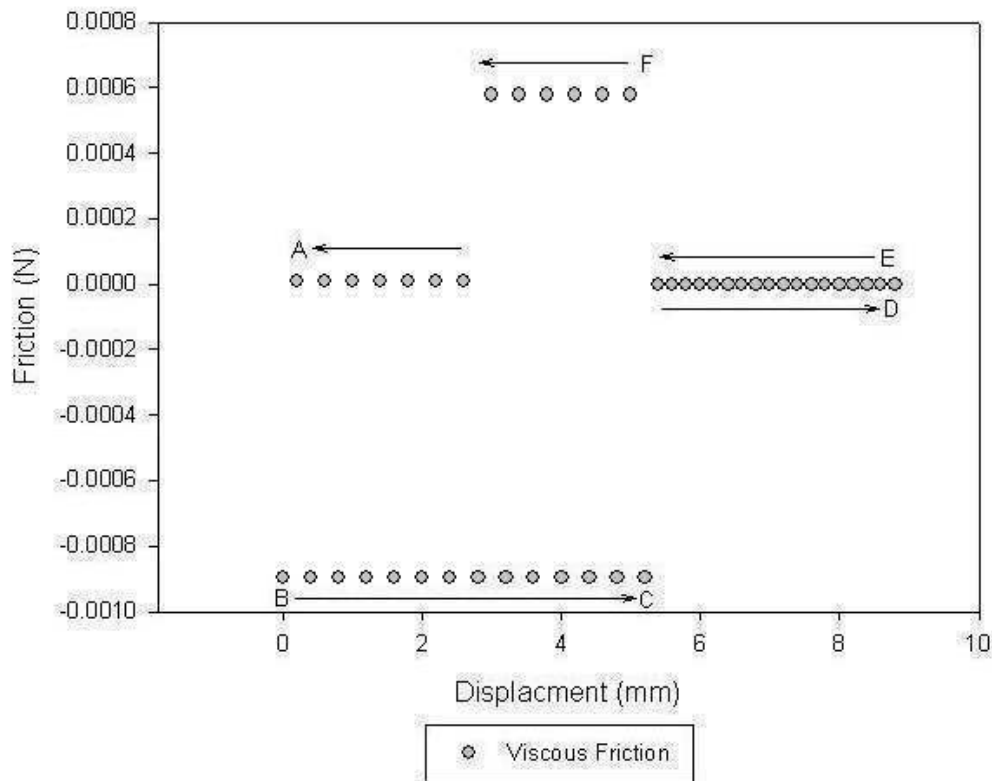 0.0008
F
0.0006
0.0004
0.0002
A
E
0.0000
D
-0.0002
-0.0004
-0.0006
-0.0008
B
C
-0.0010
0 2 4 6 8 10
Friction (N)
Displacment (mm)
Viscous Friction